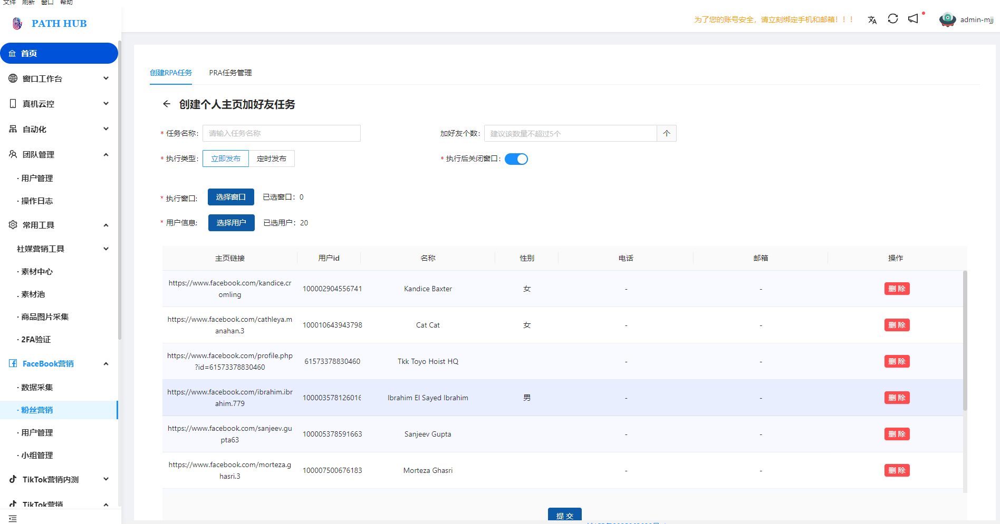 文件 刷新 窗口 帮助
PATH HUB
为了您的账号安全，请立刻绑定手机和邮箱！！！
admin-mjj
首页
窗口工作台
真机云控
自动化
团队管理
· 用户管理
· 操作日志
常用工具
社媒营销工具
· 素材中心
. 素材池
· 商品图片采集
· 2FA验证
FaceBook营销
· 数据采集
· 粉丝营销
· 用户管理
· 小组管理
TikTok营销内测
TikTok营销
创建RPA任务 PRA任务管理
创建个人主页加好友任务
* 任务名称: 请输入任务名称 加好友个数: 建议该数量不超过5个 个
* 执行类型: 立即发布 定时发布 * 执行后关闭窗口:
* 执行窗口: 选择窗口 已选窗口：0
* 用户信息: 选择用户 已选用户：20
主页链接 用户id 名称 性别 电话 邮箱 操作
https://www.facebook.com/kandice.cr
omling
100002904556741 Kandice Baxter 女 - - 删 除
https://www.facebook.com/cathleya.m
anahan.3
100010643943798 Cat Cat 女 - - 删 除
https://www.facebook.com/profile.php
?id=61573378830460
61573378830460 Tkk Toyo Hoist HQ - - 删 除
https://www.facebook.com/ibrahim.ibr
ahim.779
100003578126016 Ibrahim El Sayed Ibrahim 男 - - 删 除
https://www.facebook.com/sanjeev.gu
pta63
100005378591663 Sanjeev Gupta - - 删 除
https://www.facebook.com/morteza.g
hasri.3
100007500676183 Morteza Ghasri - - 删 除
提 交